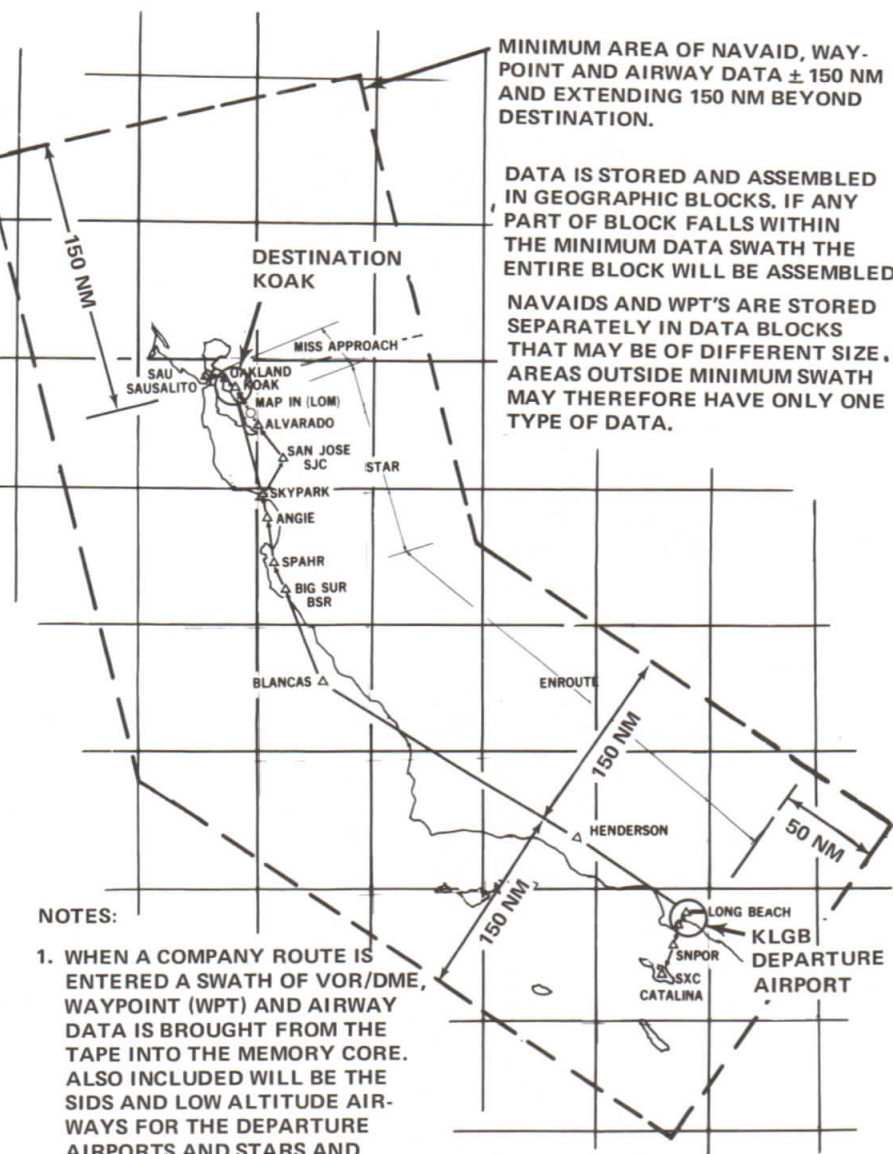 MINIMUM AREA OF NAVAID, WAY-
POINT AND AIRWAY DATA ± 150 NM
AND EXTENDING 150 NM BEYOND
DESTINATION.
DATA IS STORED AND ASSEMBLED
IN GEOGRAPHIC BLOCKS. IF ANY
PART OF BLOCK FALLS WITHIN
THE MINIMUM DATA SWATH THE
ENTIRE BLOCK WILL BE ASSEMBLED
NAVAIDS AND WPT'S ARE STORED
SEPARATELY IN DATA BLOCKS
THAT MAY BE OF DIFFERENT SIZE.
AREAS OUTSIDE MINIMUM SWATH
MAY THEREFORE HAVE ONLY ONE
TYPE OF DATA.
150 NM
DESTINATION
KOAK
MISS APPROACH
SAU
SAUSALITO
OAKLAND
KOAK
MAP IN (LOM)
ALVARADO
SAN JOSE
SJC
STAR
SKYPARK
ANGIE
SPAHR
BIG SUR
BSR
BLANCAS
ENROUTE
150 NM
HENDERSON
50 NM
150 NM
LONG BEACH
KLGB
DEPARTURE
AIRPORT
SNPOR
SXC
CATALINA
NOTES:
1. WHEN A COMPANY ROUTE IS
ENTERED A SWATH OF VOR/DME,
WAYPOINT (WPT) AND AIRWAY
DATA IS BROUGHT FROM THE
TAPE INTO THE MEMORY CORE.
ALSO INCLUDED WILL BE THE
SIDS AND LOW ALTITUDE AIR-
WAYS FOR THE DEPARTURE
AIRPORTS AND STARS AND